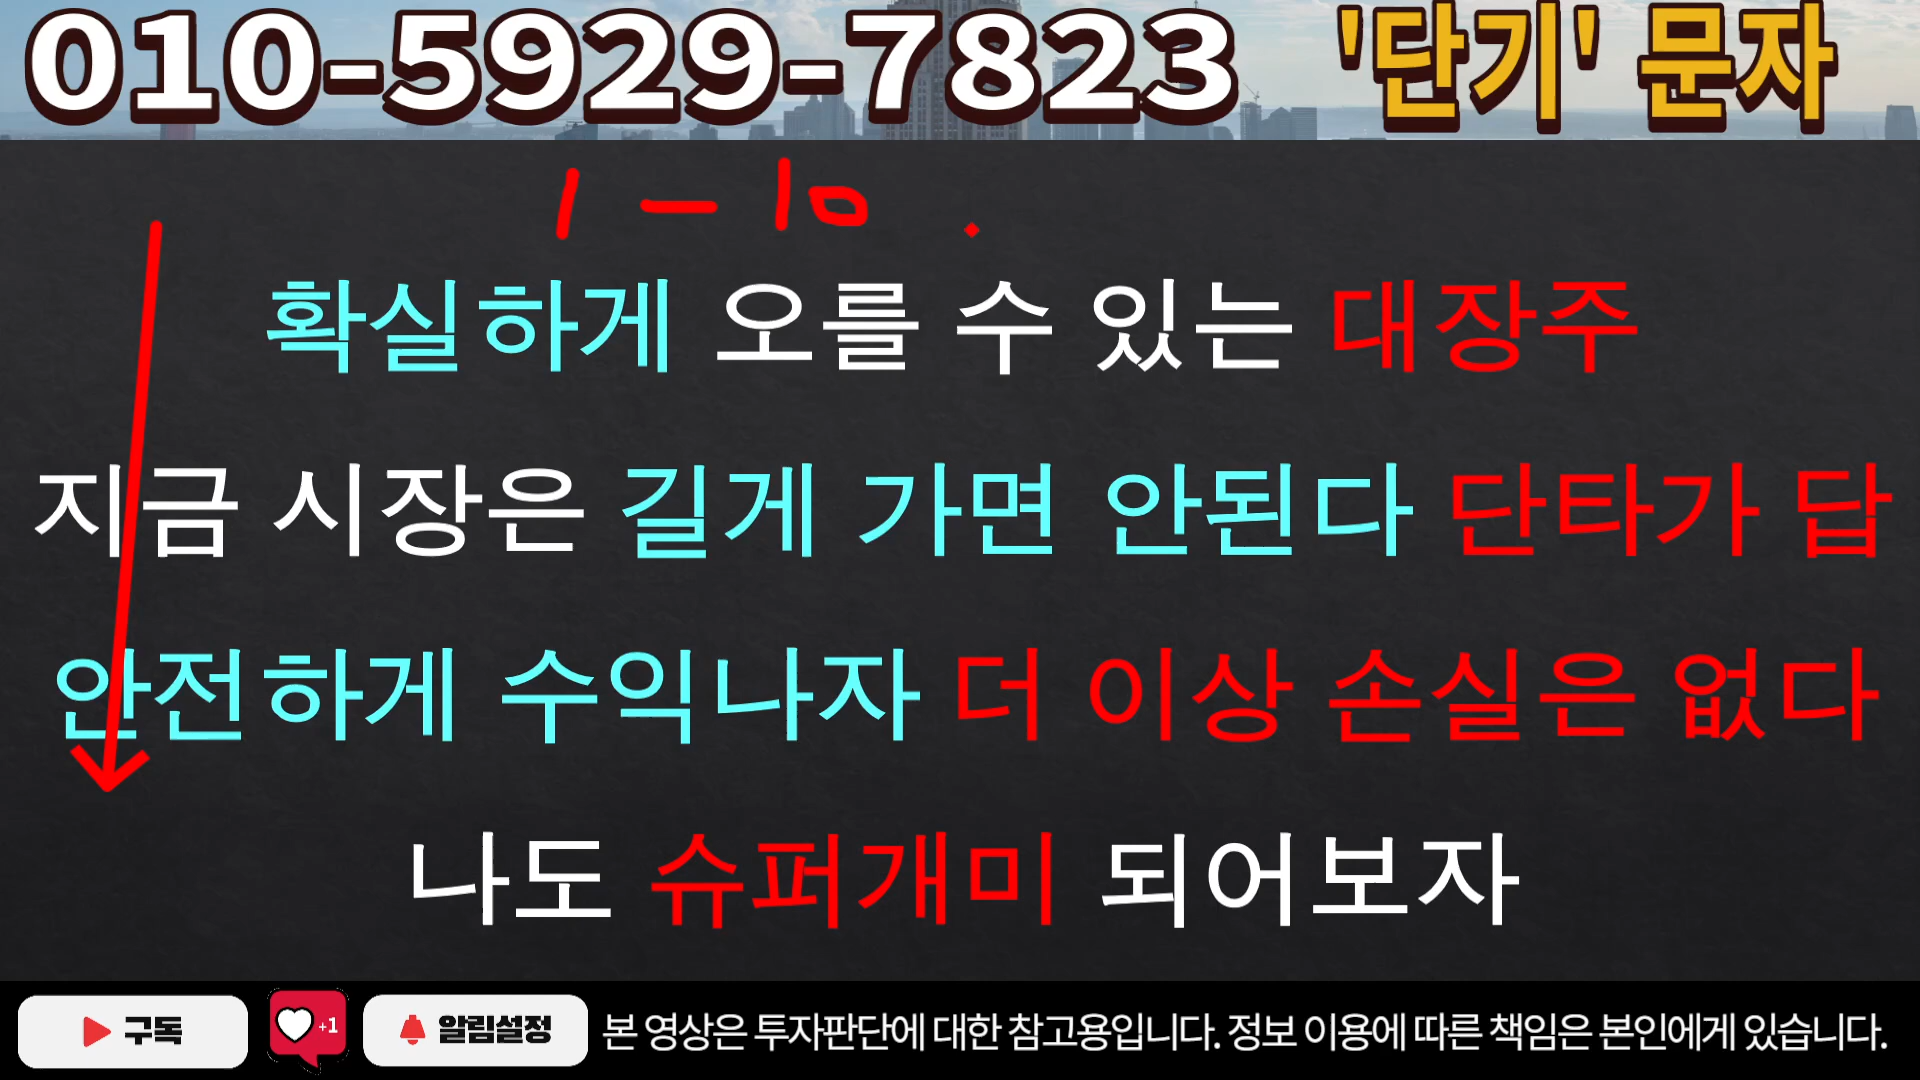 010-5929-7823 '단기' 문자
1 - 10
확실하게 오를 수 있는 대장주
지금 시장은 길게 가면 안된다 단타가 답
안전하게 수익나자 더 이상 손실은 없다
나도 슈퍼개미 되어보자
구독 +1 알림설정 본 영상은 투자판단에 대한 참고용입니다. 정보 이용에 따른 책임은 본인에게 있습니다.